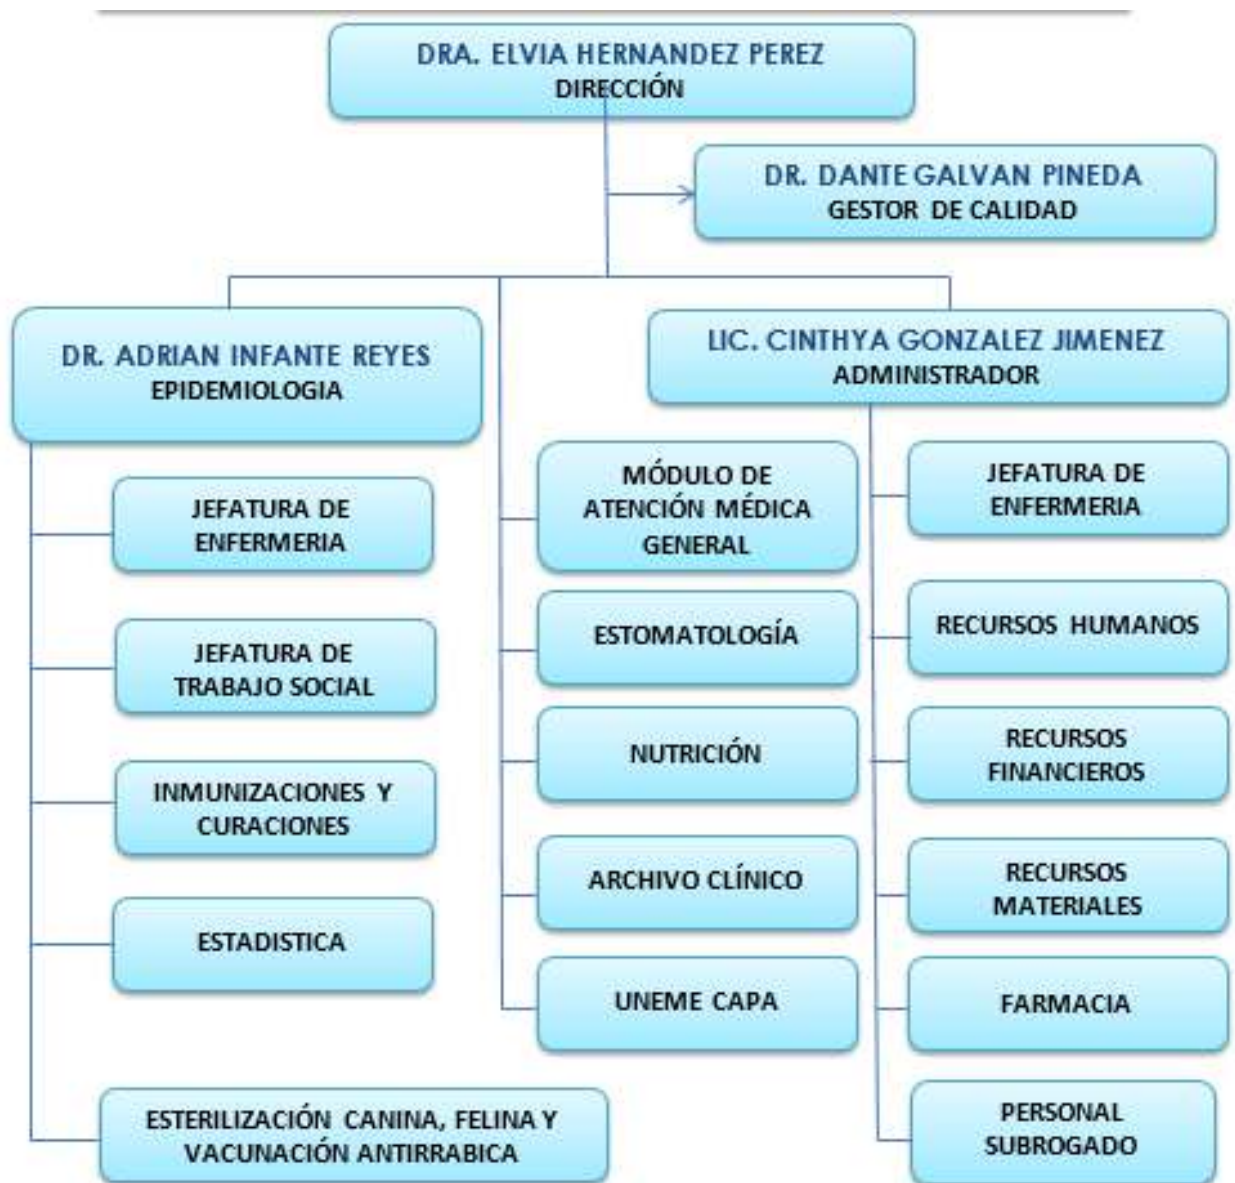 DRA. ELVIA HERNANDEZ PEREZ
DIRECCIÓN
DR. DANTE GALVAN PINEDA
GESTOR DE CALIDAD
DR. ADRIAN INFANTE REYES
EPIDEMIOLOGIA
JEFATURA DE
ENFERMERIA
JEFATURA DE
TRABAJO SOCIAL
INMUNIZACIONES Y
CURACIONES
ESTADISTICA
ESTERILIZACIÓN CANINA, FELINA Y
VACUNACIÓN ANTIRRABICA
MÓDULO DE
ATENCIÓN MÉDICA
GENERAL
ESTOMATOLOGÍA
NUTRICIÓN
ARCHIVO CLÍNICO
UNEME CAPA
LIC. CINTHYA GONZALEZ JIMENEZ
ADMINISTRADOR
JEFATURA DE
ENFERMERIA
RECURSOS HUMANOS
RECURSOS
FINANCIEROS
RECURSOS
MATERIALES
FARMACIA
PERSONAL
SUBROGADO